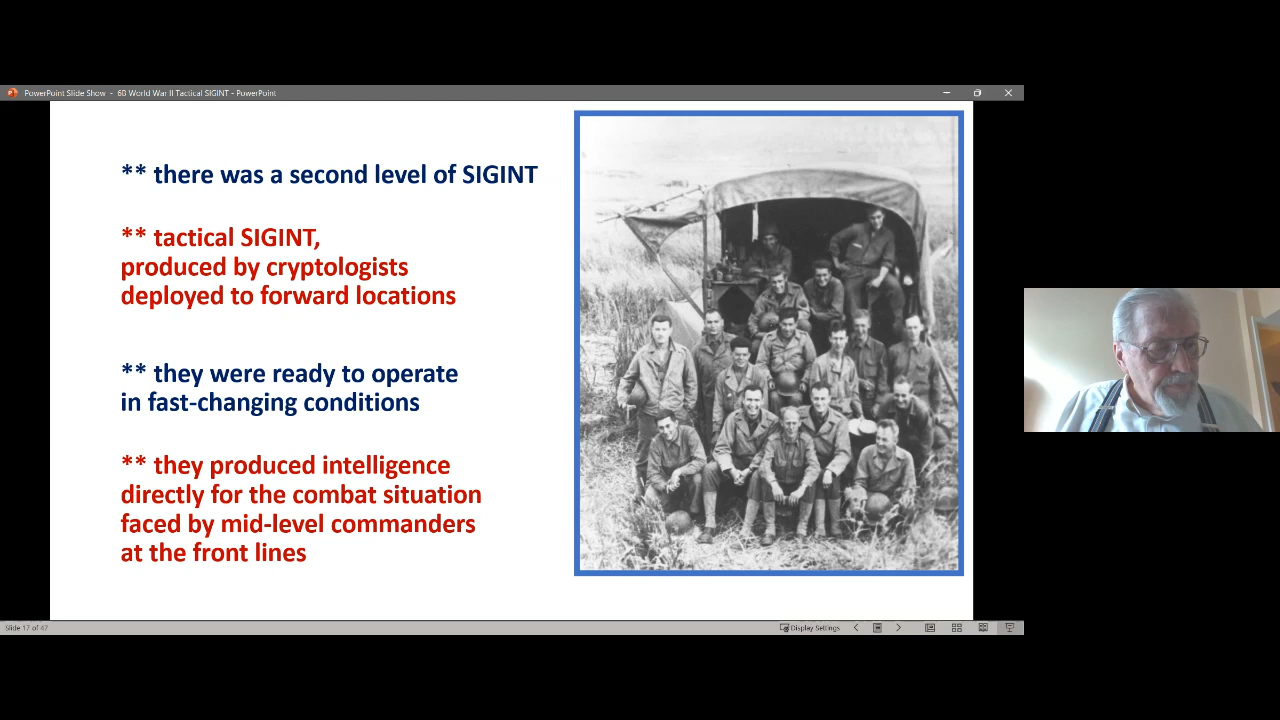 PowerPoint Slide Show - 60 World War II Tactical SIGINT - PowerPoint
** there was a second level of SIGINT
** tactical SIGINT,
produced by cryptologists
deployed to forward locations
** they were ready to operate
in fast-changing conditions
** they produced intelligence
directly for the combat situation
faced by mid-level commanders
at the front lines
Slide 17 of 47
Display Settings